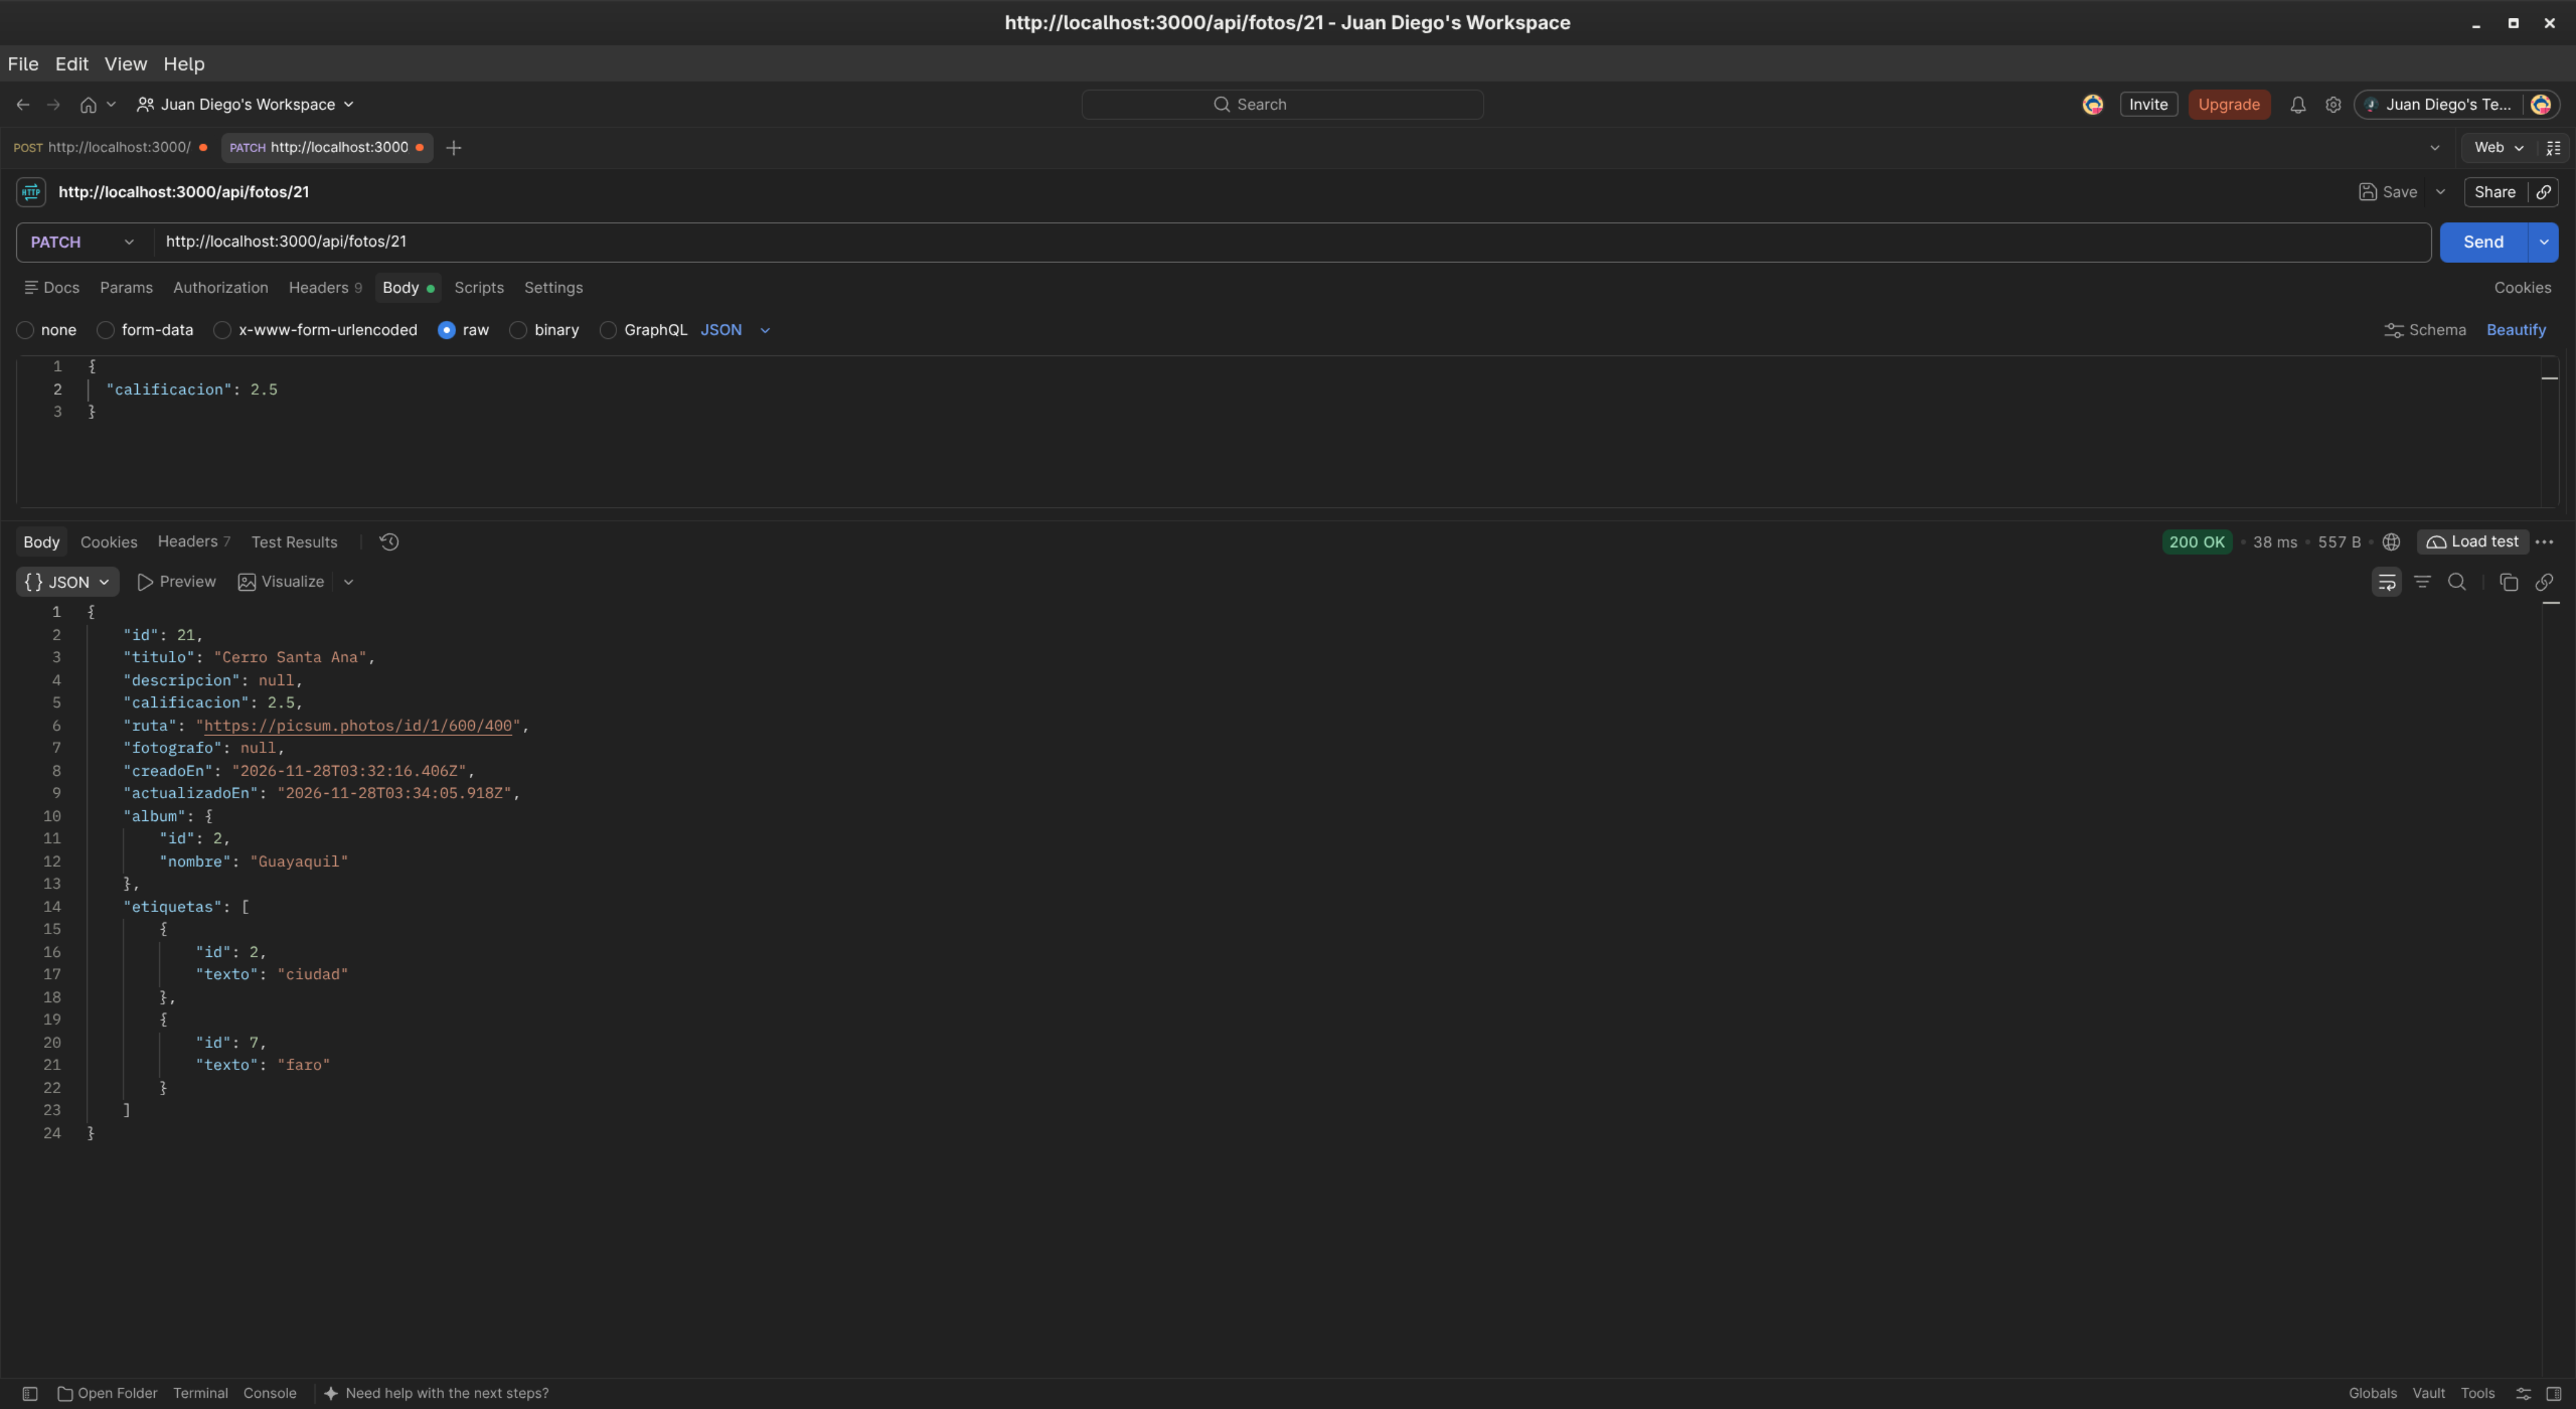 http://localhost:3000/api/fotos/21 - Juan Diego's Workspace
File Edit View Help
Juan Diego's Workspace
Search
Invite
Upgrade
Juan Diego's Te...
POST http://localhost:3000/
PATCH http://localhost:3000
Web
HTTP
http://localhost:3000/api/fotos/21
Save
Share
PATCH
http://localhost:3000/api/fotos/21
Send
Docs Params Authorization Headers 9 Body Scripts Settings
Cookies
none form-data x-www-form-urlencoded raw binary GraphQL JSON
Schema Beautify
1 {
2 "calificacion": 2.5
3 }
Body Cookies Headers 7 Test Results
200 OK • 38 ms • 557 B •
Load test
{} JSON Preview Visualize
1 {
2 "id": 21,
3 "titulo": "Cerro Santa Ana",
4 "descripcion": null,
5 "calificacion": 2.5,
6 "ruta": "https://picsum.photos/id/1/600/400",
7 "fotografo": null,
8 "creadoEn": "2026-11-28T03:32:16.406Z",
9 "actualizadoEn": "2026-11-28T03:34:05.918Z",
10 "album": {
11 "id": 2,
12 "nombre": "Guayaquil"
13 },
14 "etiquetas": [
15 {
16 "id": 2,
17 "texto": "ciudad"
18 },
19 {
20 "id": 7,
21 "texto": "faro"
22 }
23 ]
24 }
Open Folder Terminal Console Need help with the next steps?
Globals Vault Tools